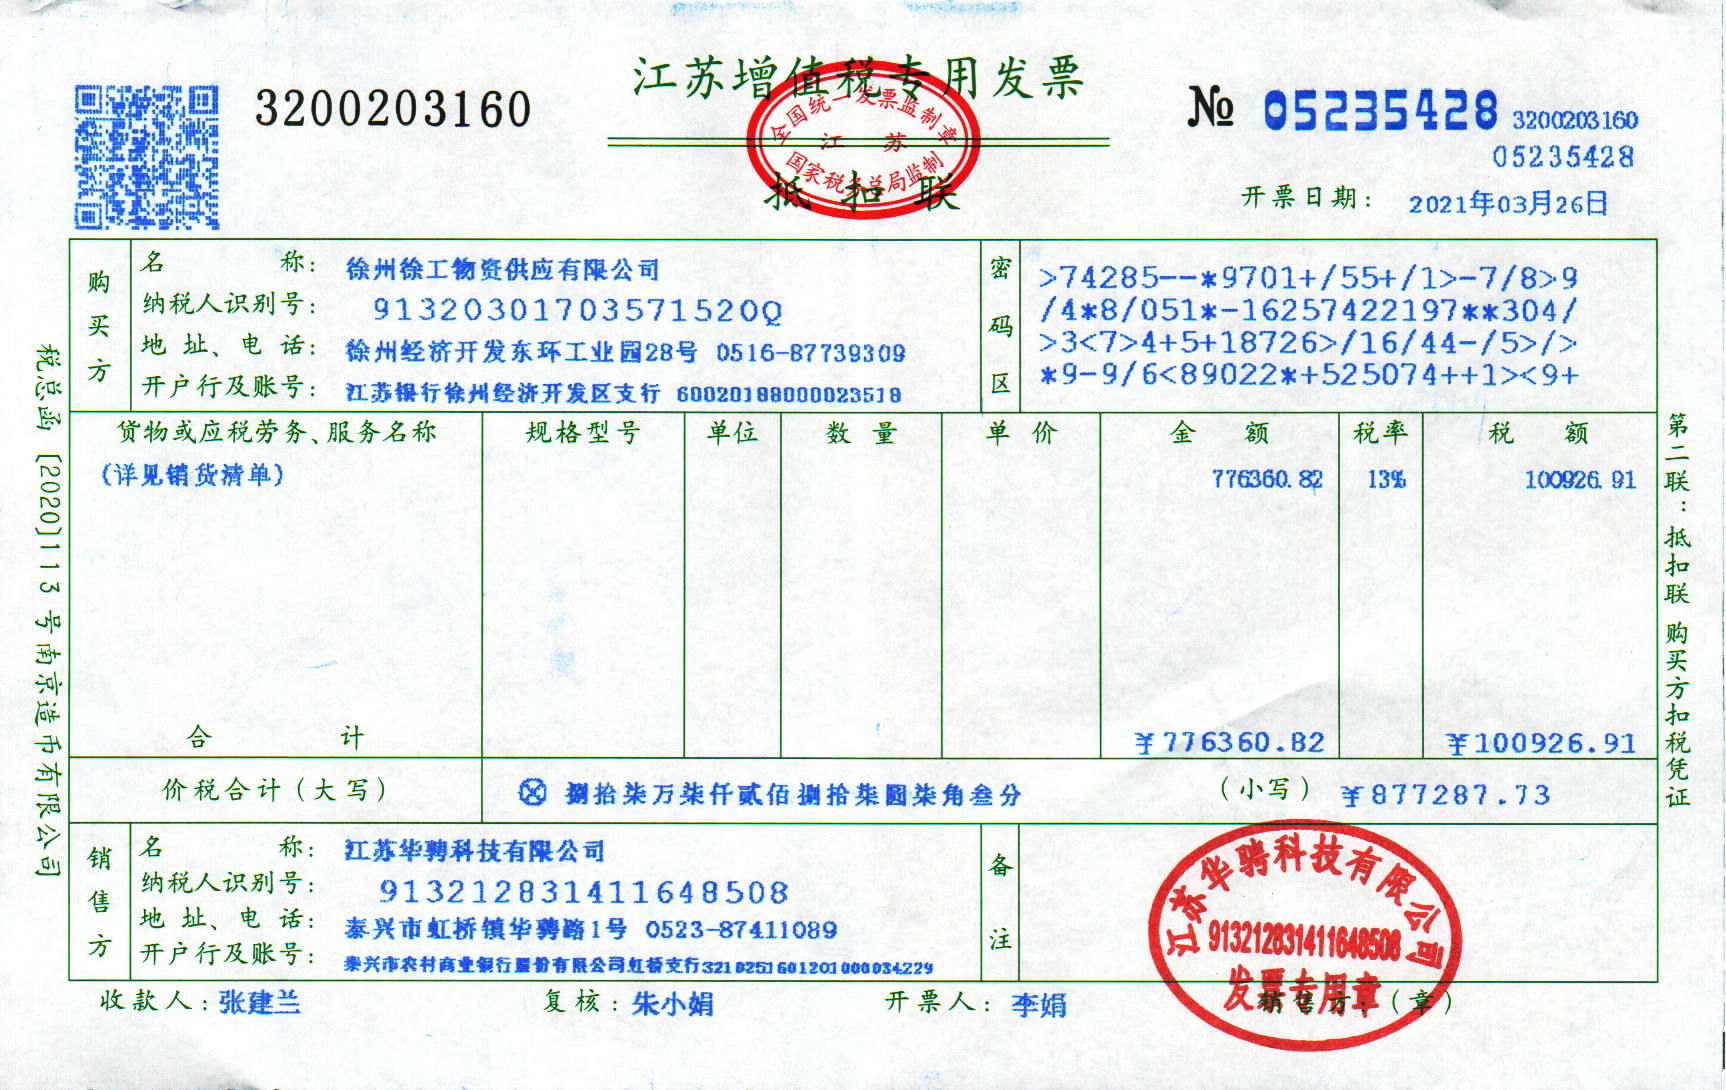 江苏增值税专用发票
3200203160
№ 05235428 3200203160
05235428
全国统一发票监制章
江 苏
国家税务总局监制
抵扣联
开票日期: 2021年03月26日
购买方
名 称: 徐州徐工物资供应有限公司
纳税人识别号: 91320301703571520Q
地 址、电 话: 徐州经济开发东环工业园28号 0516-87739309
开户行及账号: 江苏银行徐州经济开发区支行 60020188000023518
密码区
>74285--*9701+/55+/1>-7/8>9
/4*8/051*-16257422197**304/
>3<7>4+5+18726>/16/44-/5>/>
*9-9/6<89022*+525074++1><9+
货物或应税劳务、服务名称 规格型号 单位 数 量 单 价 金 额 税率 税 额
(详见销货清单) 776360.82 13% 100926.91
合 计 ¥776360.82 ¥100926.91
价税合计(大写) ⊗ 捌拾柒万柒仟贰佰捌拾柒圆柒角叁分 (小写) ¥877287.73
销售方
名 称: 江苏华骋科技有限公司
纳税人识别号: 913212831411648508
地 址、电 话: 泰兴市虹桥镇华骋路1号 0523-87411089
开户行及账号: 泰兴市农村商业银行股份有限公司虹桥支行3210251601201000034229
备注
江苏华骋科技有限公司
913212831411648508
发票专用章
收款人: 张建兰 复核: 朱小娟 开票人: 李娟 销售方:(章)
税总函〔2020〕113号南京造币有限公司
第二联:抵扣联 购买方扣税凭证